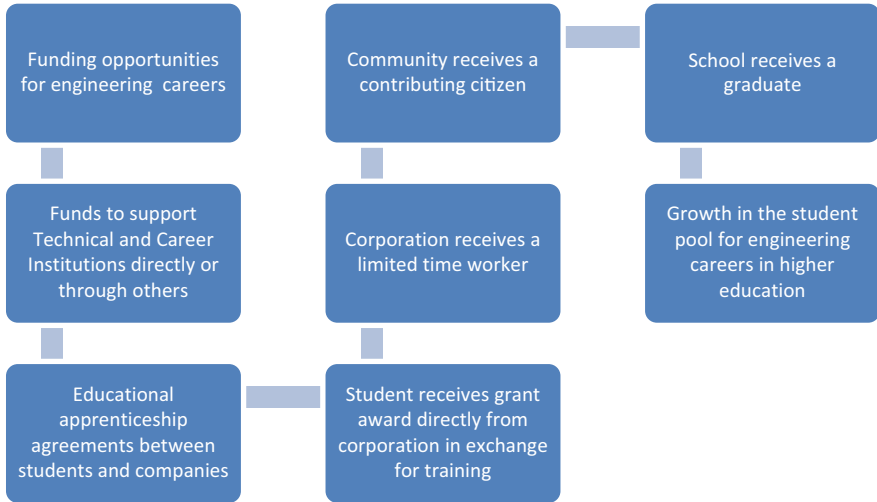 Funding opportunities
for engineering careers
Funds to support
Technical and Career
Institutions directly or
through others
Educational
apprenticeship
agreements between
students and companies
Student receives grant
award directly from
corporation in exchange
for training
Corporation receives a
limited time worker
Community receives a
contributing citizen
School receives a
graduate
Growth in the student
pool for engineering
careers in higher
education